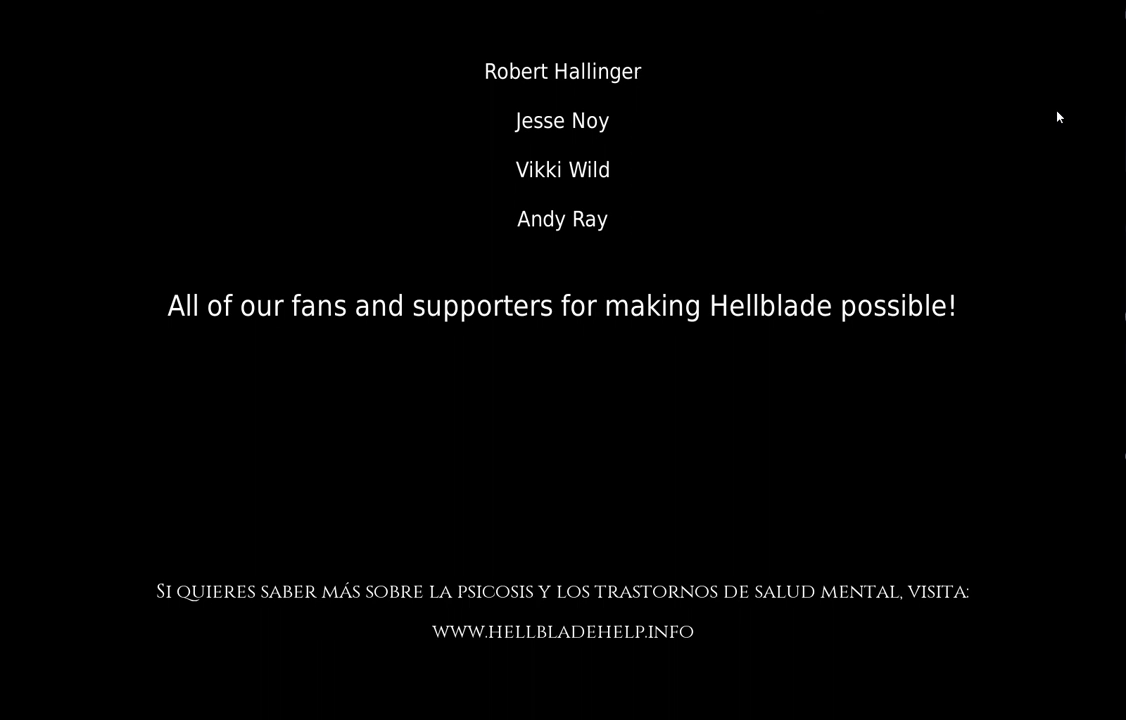 Robert Hallinger
Jesse Noy
Vikki Wild
Andy Ray
All of our fans and supporters for making Hellblade possible!
Si quieres saber más sobre la psicosis y los trastornos de salud mental, visita:
www.hellbladehelp.info